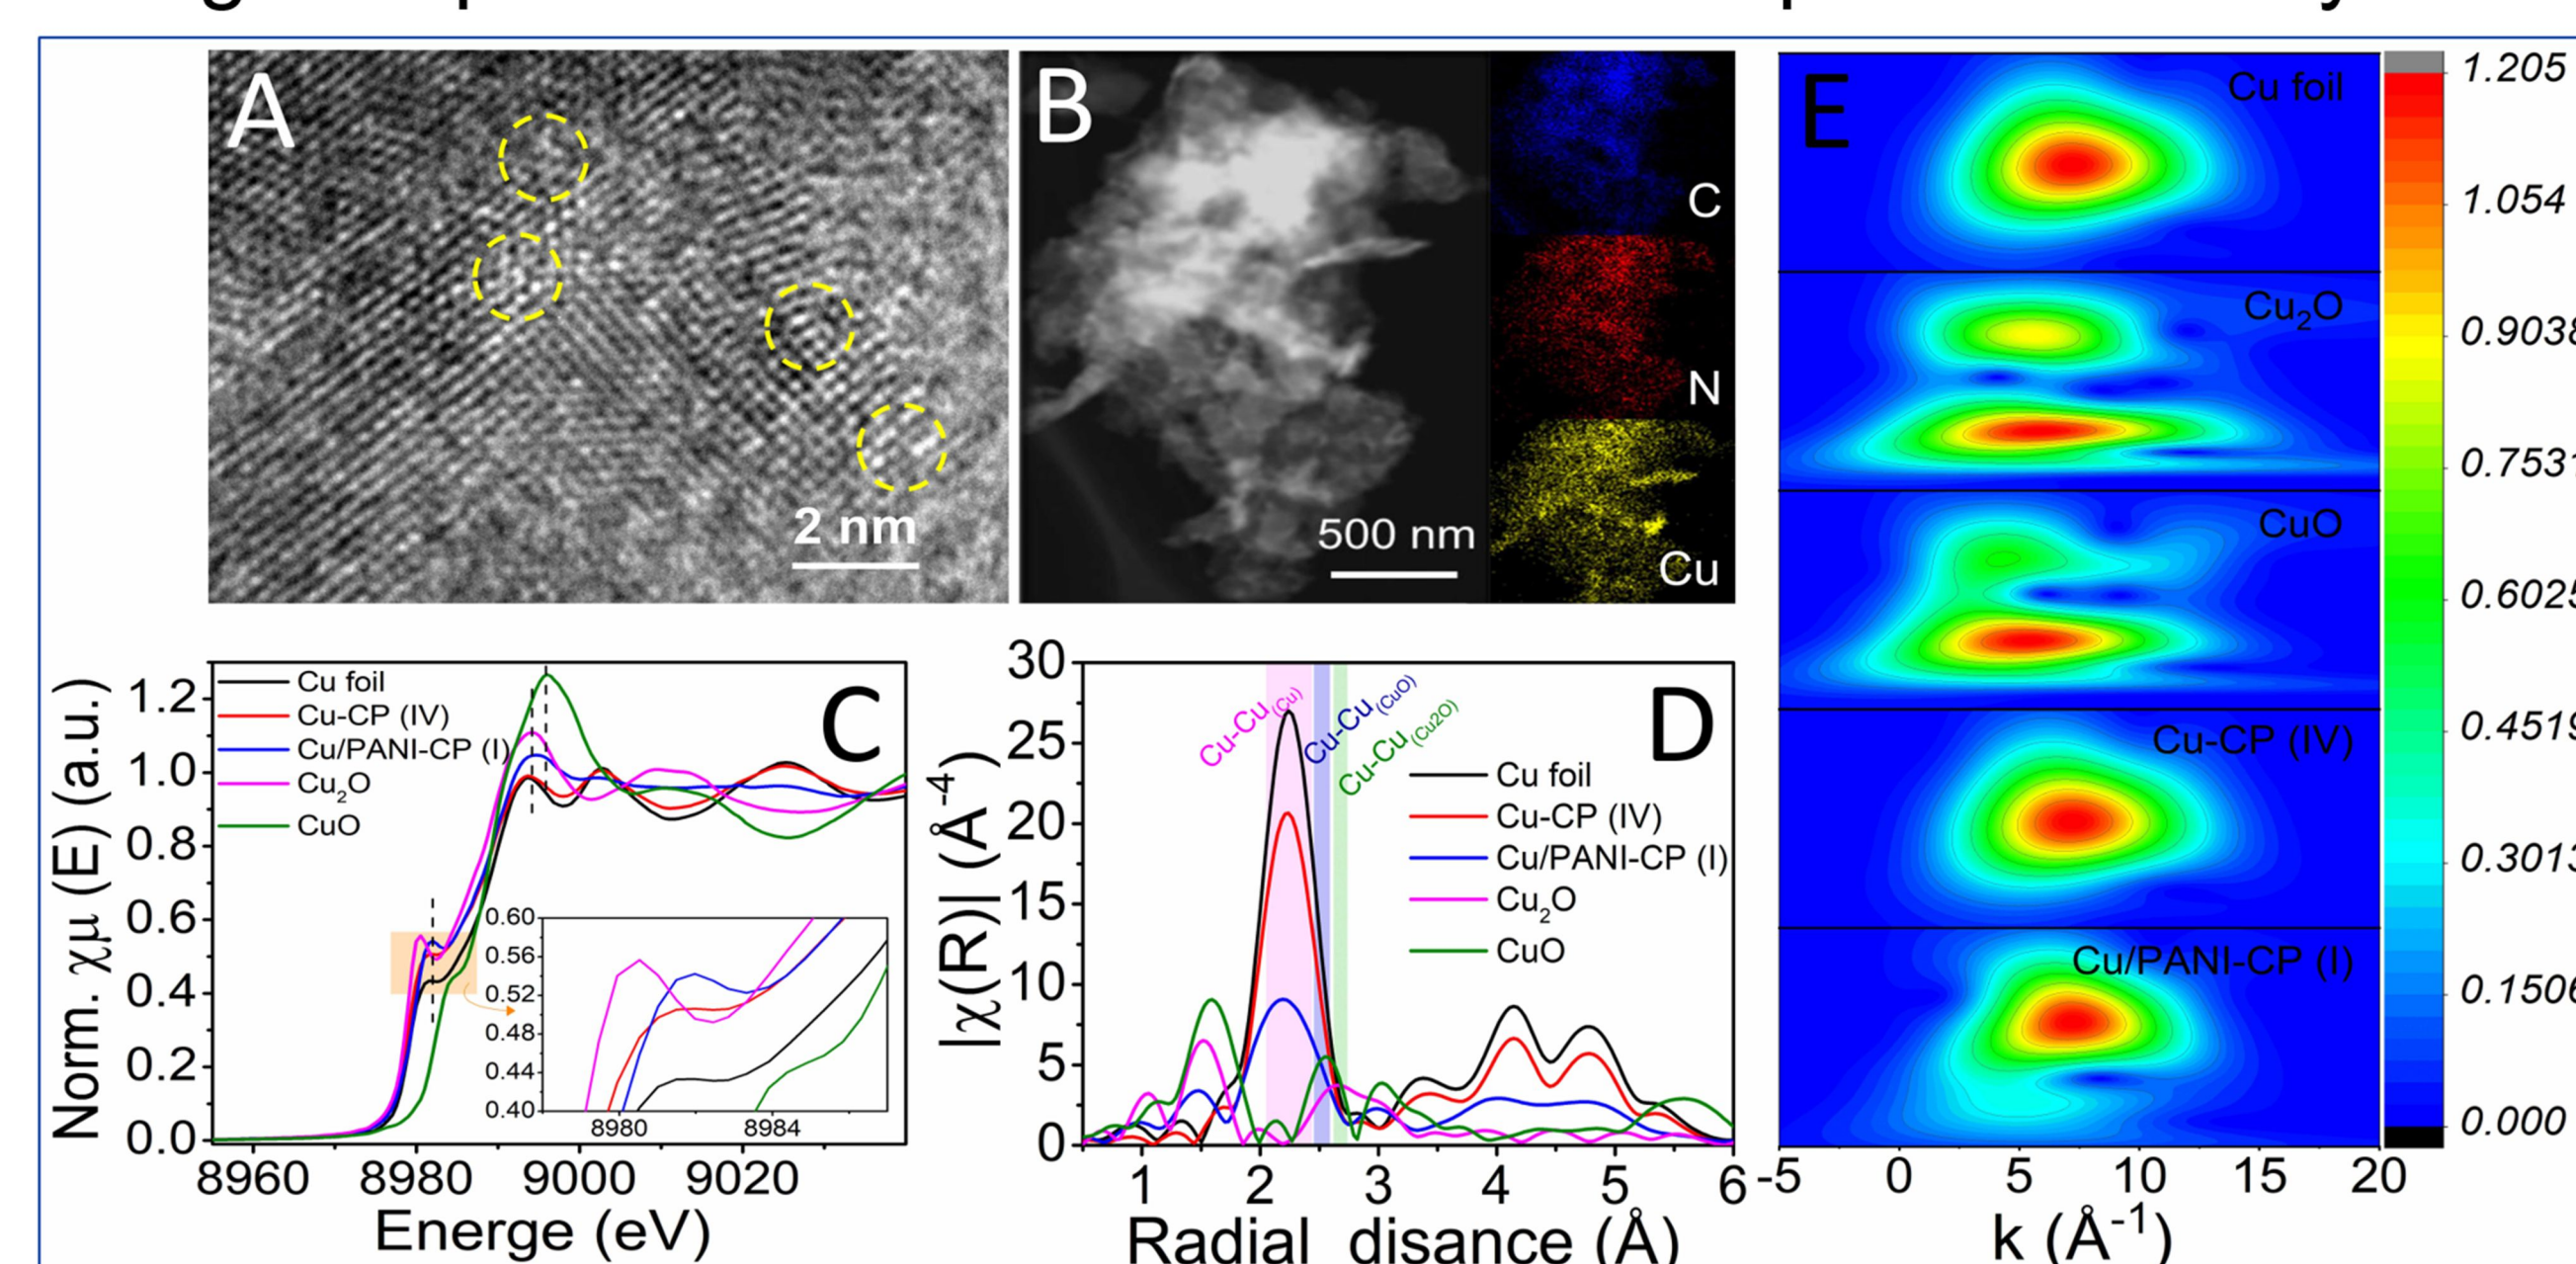 A
2 nm
B
500 nm
C
N
Cu
C
Norm. χμ (E) (a.u.)
1.2
1.0
0.8
0.6
0.4
0.2
0.0
Cu foil
Cu-CP (IV)
Cu/PANI-CP (I)
Cu2O
CuO
0.60
0.56
0.52
0.48
0.44
0.40
8980
8984
8960
8980
9000
9020
Energe (eV)
D
|χ(R)| (Å-4)
30
25
20
15
10
5
0
Cu-Cu(Cu)
Cu-Cu(CuO)
Cu-Cu(Cu2O)
Cu foil
Cu-CP (IV)
Cu/PANI-CP (I)
Cu2O
CuO
1
2
3
4
5
6
Radial disance (Å)
E
Cu foil
Cu2O
CuO
Cu-CP (IV)
Cu/PANI-CP (I)
-5
0
5
10
15
20
k (Å-1)
1.205
1.054
0.9038
0.7531
0.6025
0.4519
0.3013
0.1506
0.000